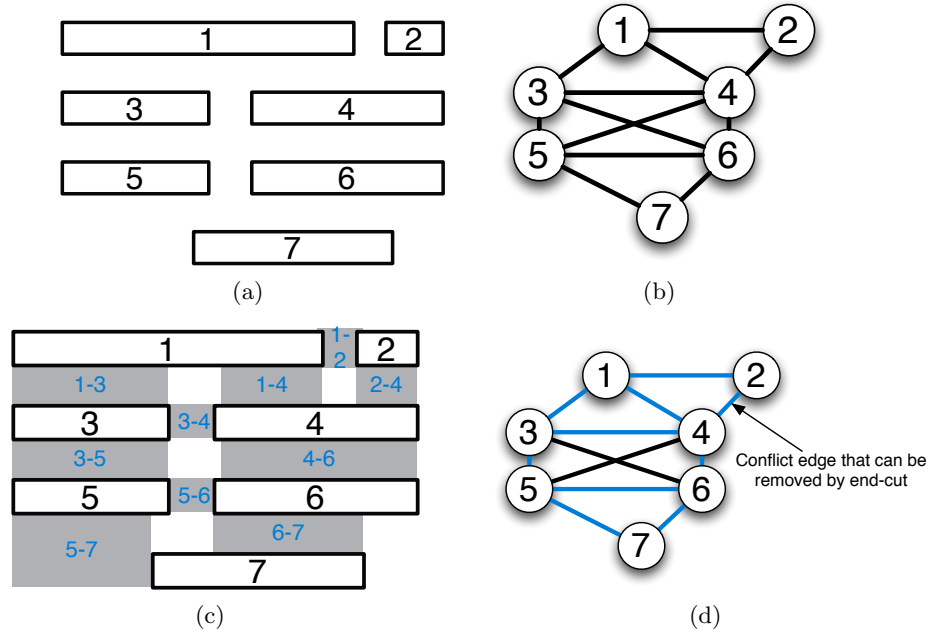 1 2
3 4
5 6
7
(a)
1 2
3 4
5 6
7
(b)
1 1-2 2
1-3 1-4 2-4
3 3-4 4
3-5 4-6
5 5-6 6
5-7 6-7
7
(c)
1 2
3 4
5 6
7
Conflict edge that can be
removed by end-cut
(d)